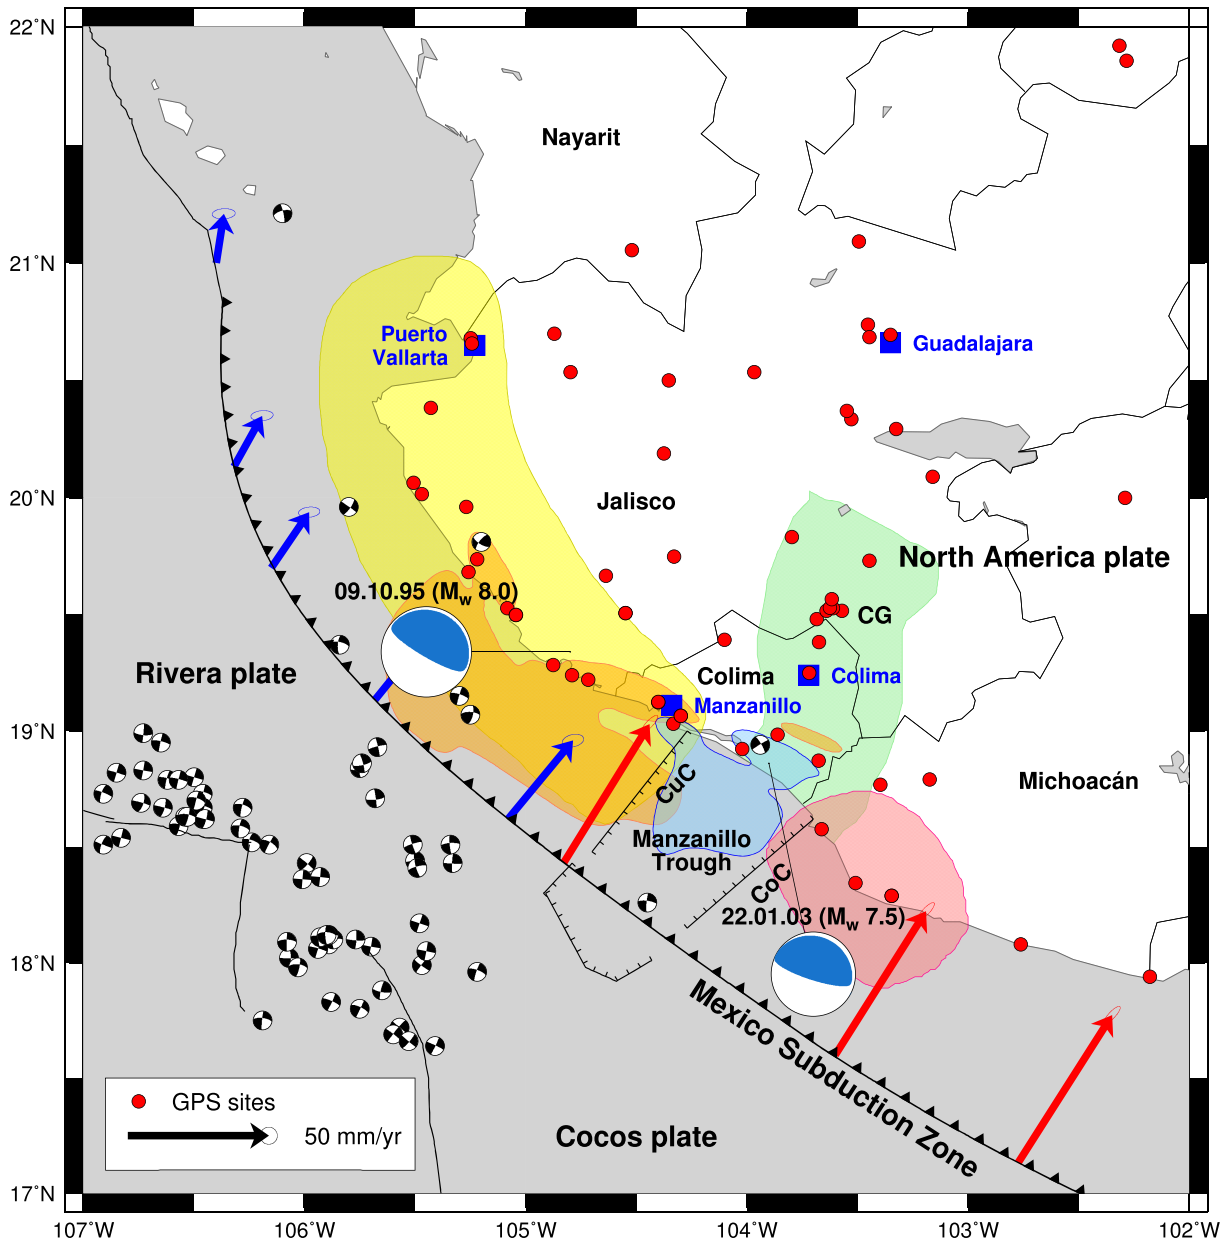 22°N
21°N
20°N
19°N
18°N
17°N
107°W
106°W
105°W
104°W
103°W
102°W
Nayarit
Puerto
Vallarta
Guadalajara
Jalisco
North America plate
09.10.95 (Mw 8.0)
CG
Rivera plate
Colima
Colima
Manzanillo
CuC
Michoacán
Manzanillo
Trough
CoC
22.01.03 (Mw 7.5)
Mexico Subduction Zone
GPS sites
50 mm/yr
Cocos plate